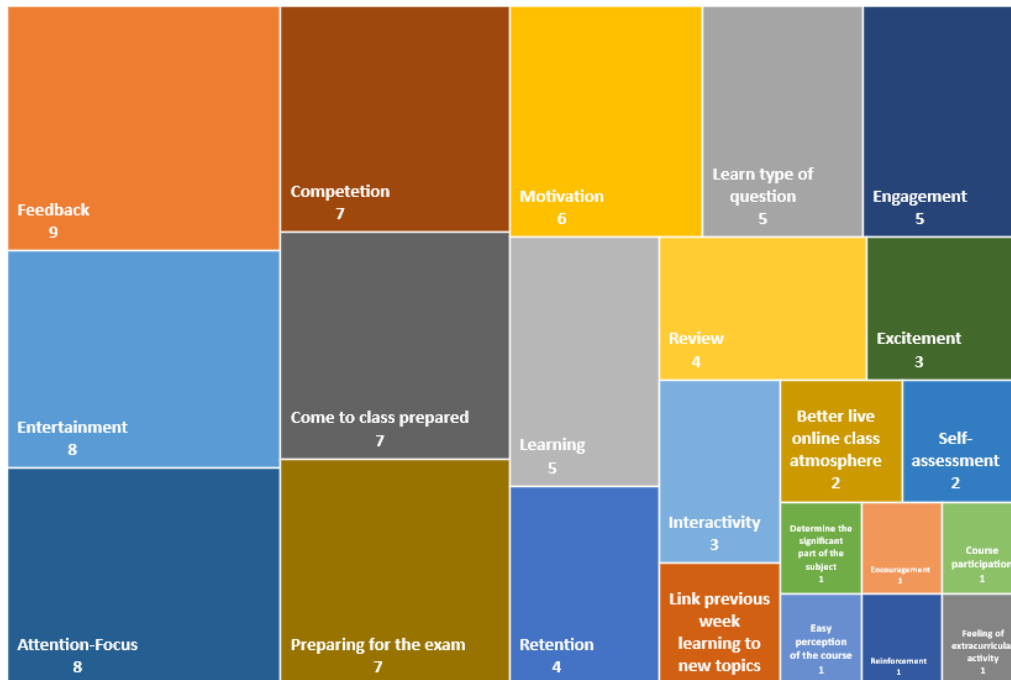 Feedback
9
Entertainment
8
Attention-Focus
8
Competetion
7
Come to class prepared
7
Preparing for the exam
7
Motivation
6
Learn type of
question
5
Engagement
5
Learning
5
Retention
4
Review
4
Excitement
3
Interactivity
3
Better live
online class
atmosphere
2
Self-
assessment
2
Link previous
week
learning to
new topics
Determine the
significant
part of the
subject
1
Encouragement
1
Course
participation
1
Easy
perception
of the course
1
Reinforcement
1
Feeling of
extracurricular
activity
1